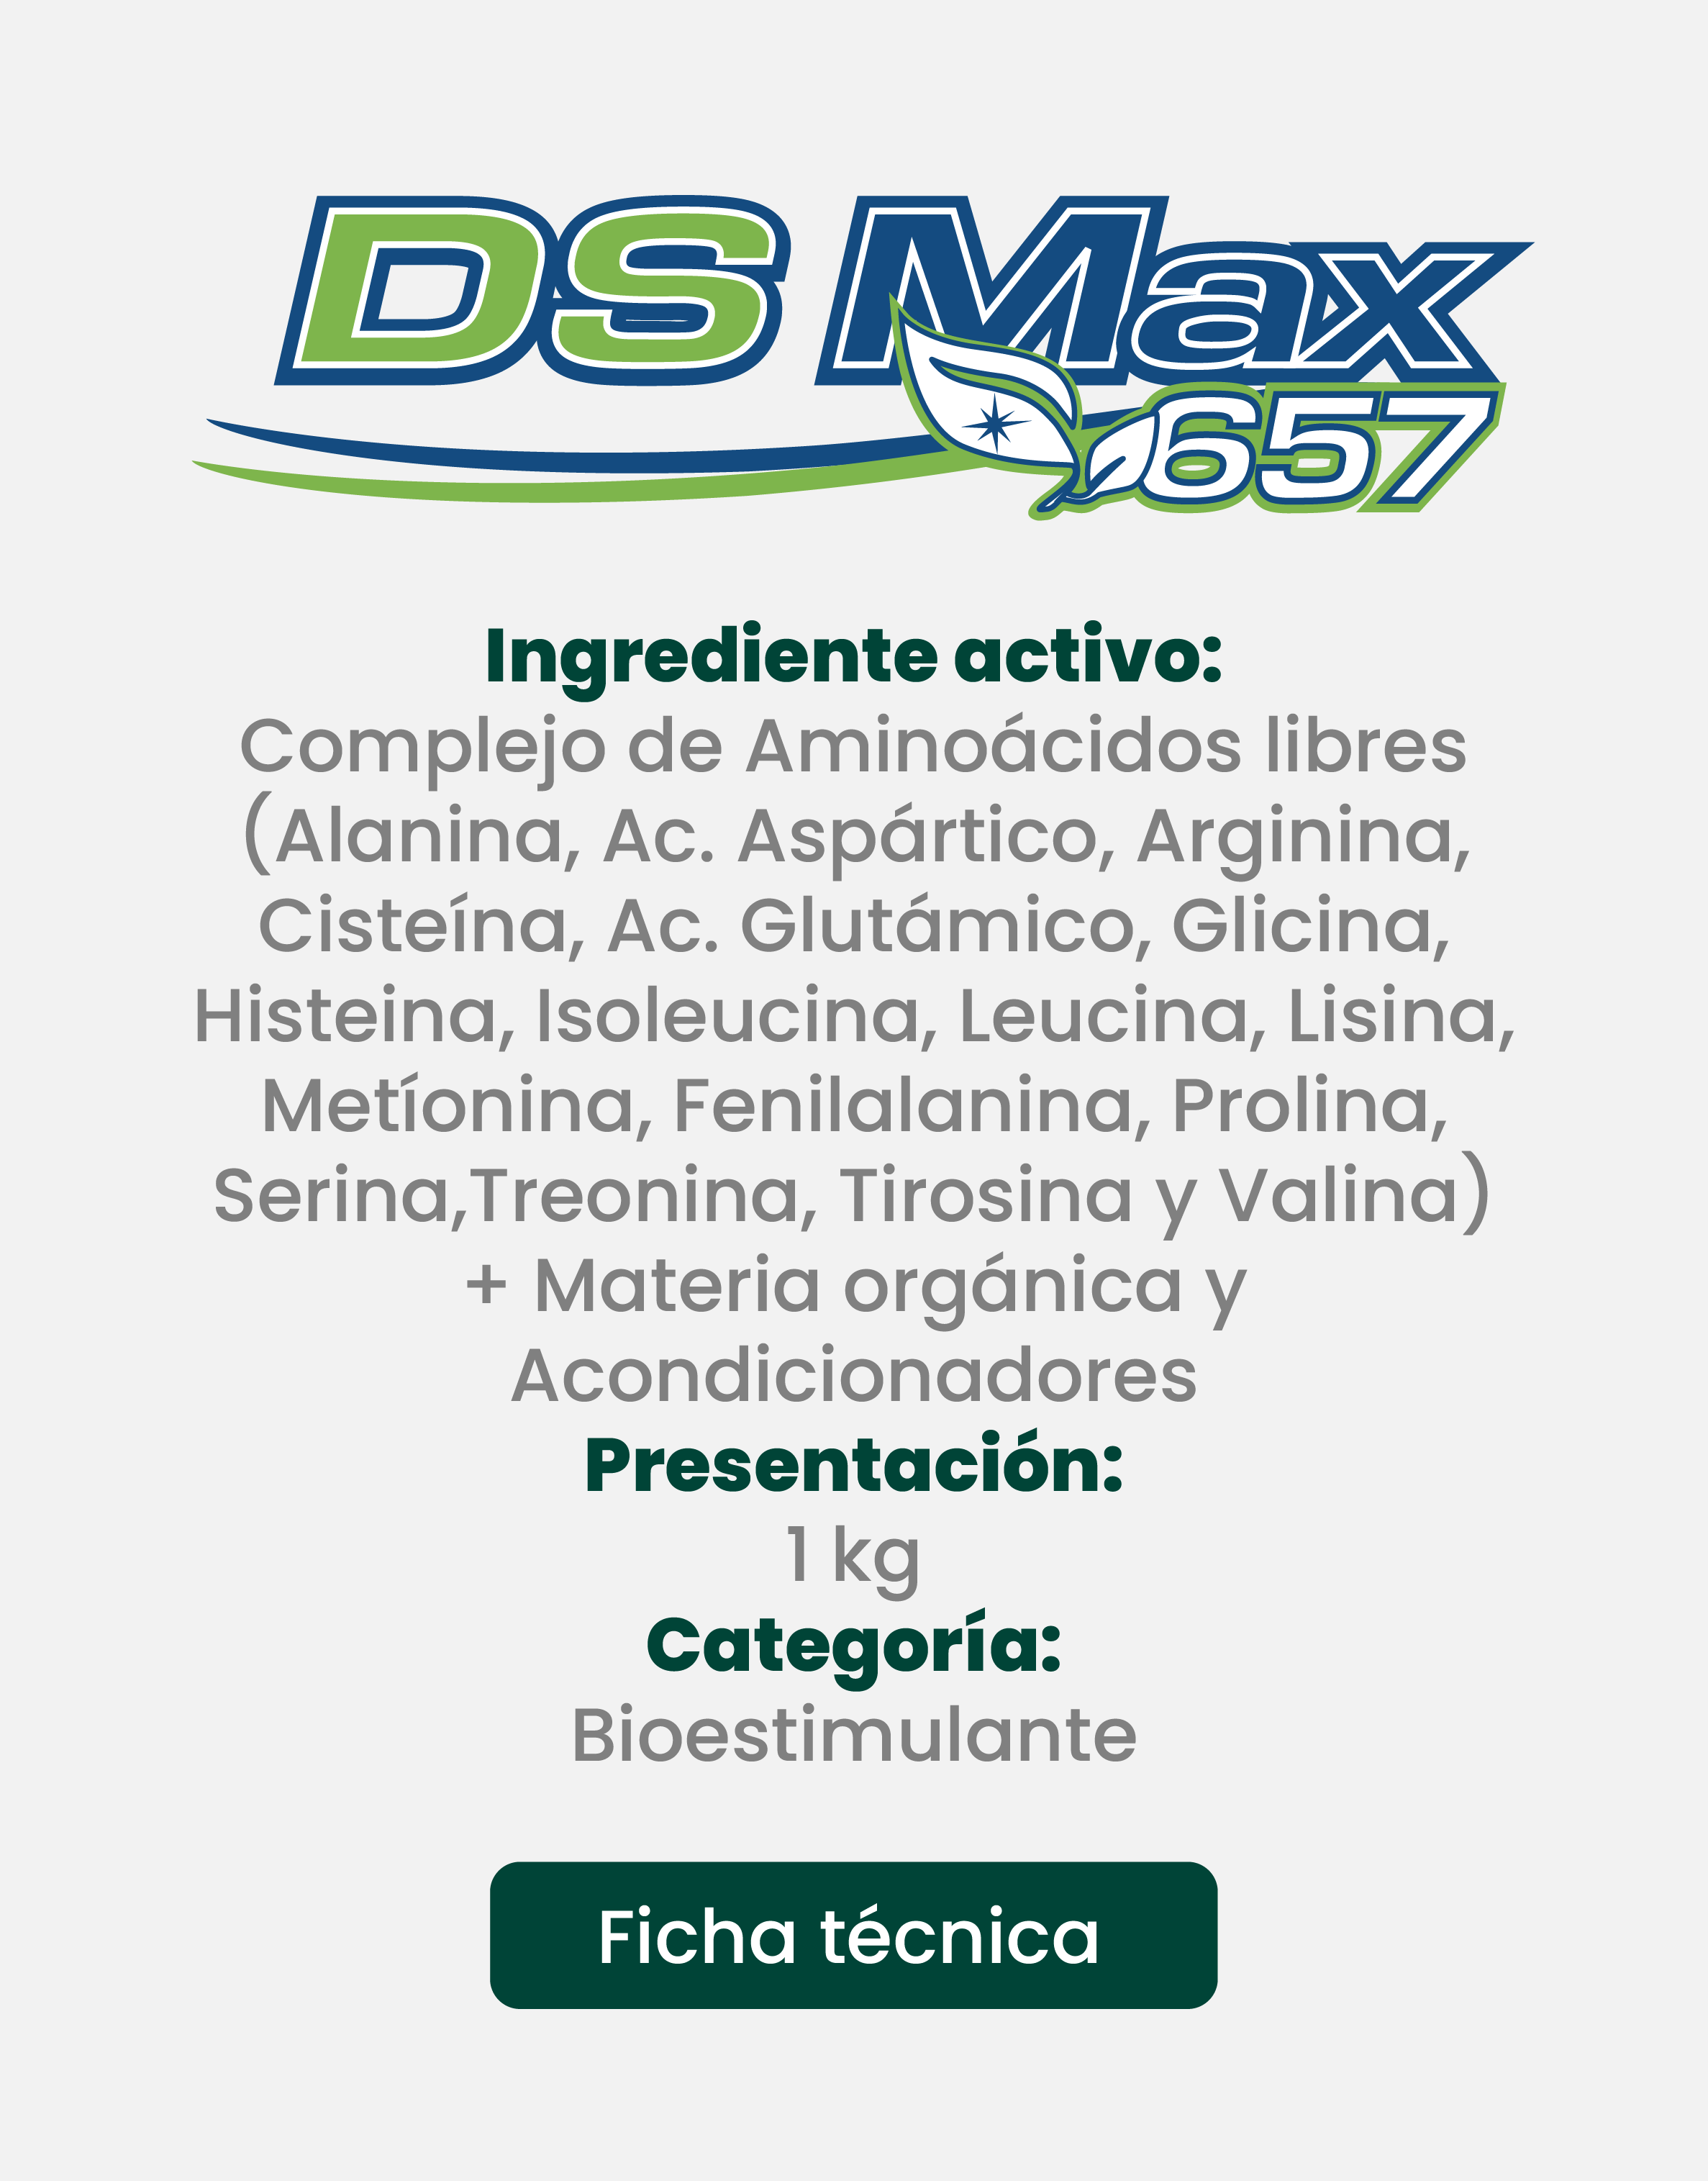 DS Max
657
Ingrediente activo:
Complejo de Aminoácidos libres
(Alanina, Ac. Aspártico, Arginina,
Cisteína, Ac. Glutámico, Glicina,
Histeina, Isoleucina, Leucina, Lisina,
Metíonina, Fenilalanina, Prolina,
Serina,Treonina, Tirosina y Valina)
+ Materia orgánica y
Acondicionadores
Presentación:
1 kg
Categoría:
Bioestimulante
Ficha técnica